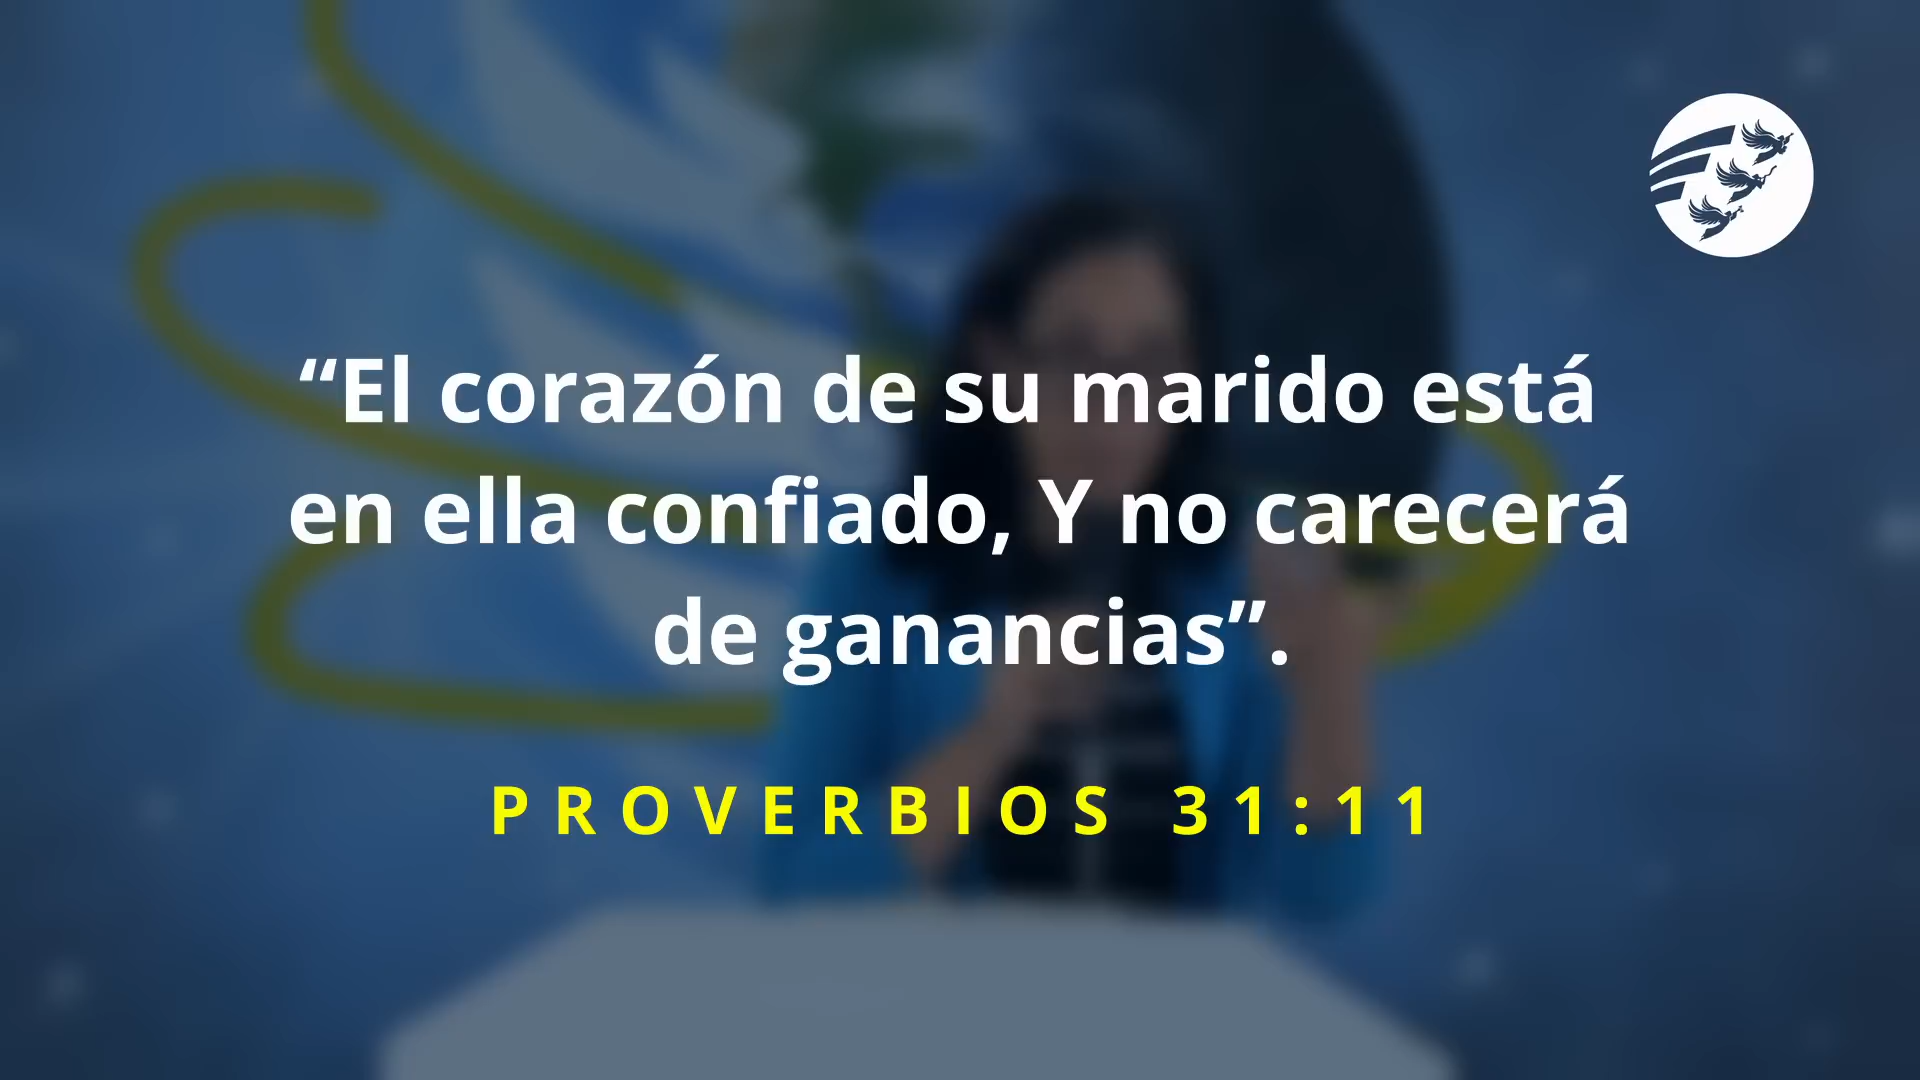 “El corazón de su marido está
en ella confiado, Y no carecerá
de ganancias”.
PROVERBIOS 31:11